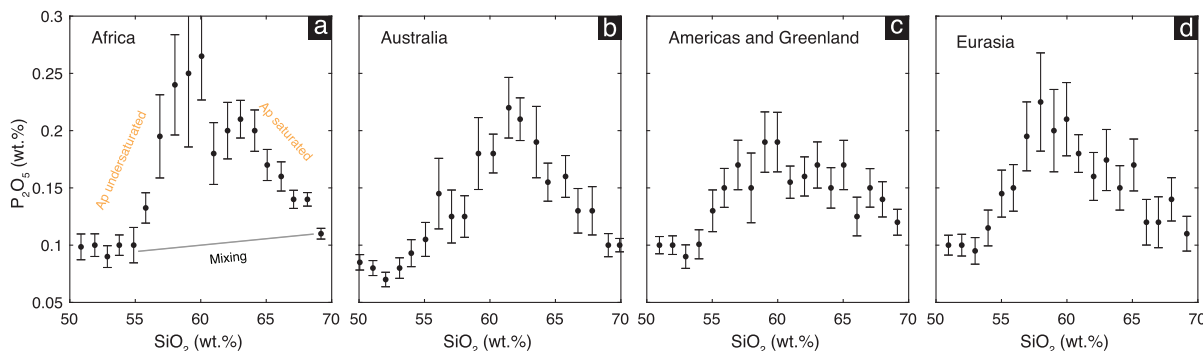 a
Africa
Ap undersaturated
Ap saturated
Mixing
P2O5 (wt.%)
0.3
0.25
0.2
0.15
0.1
0.05
50 55 60 65 70
SiO2 (wt.%)
b
Australia
50 55 60 65 70
SiO2 (wt.%)
c
Americas and Greenland
50 55 60 65 70
SiO2 (wt.%)
d
Eurasia
50 55 60 65 70
SiO2 (wt.%)